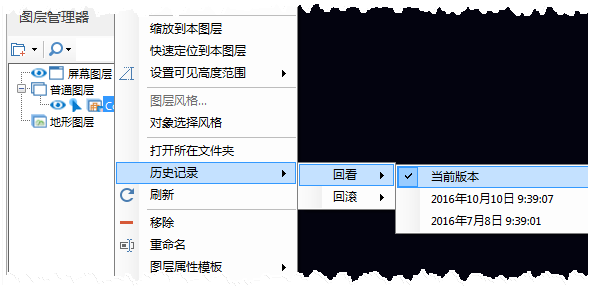 图层管理器
屏幕图层
普通图层
地形图层
缩放到本图层
快速定位到本图层
设置可见高度范围
图层风格...
对象选择风格
打开所在文件夹
历史记录
刷新
移除
重命名
图层属性模板
回看
回滚
当前版本
2016年10月10日 9:39:07
2016年7月8日 9:39:01